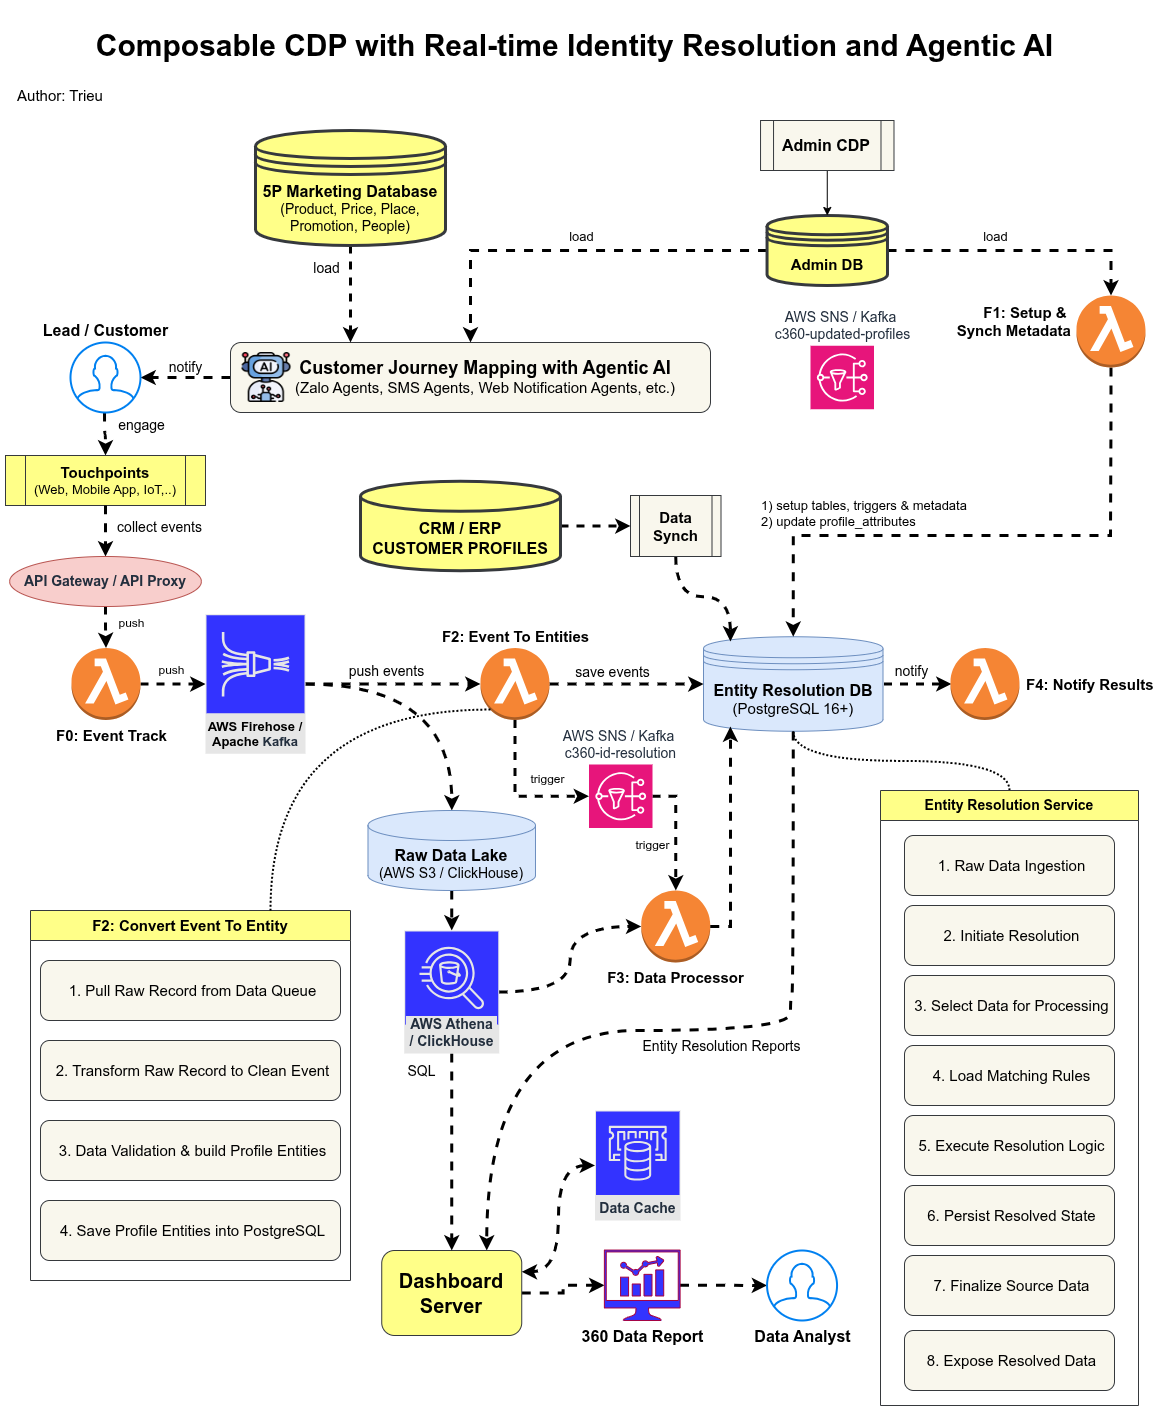 Composable CDP with Real-time Identity Resolution and Agentic AI
Author: Trieu
5P Marketing Database
(Product, Price, Place,
Promotion, People)
Admin CDP
Admin DB
load
load
load
F1: Setup &
Synch Metadata
AWS SNS / Kafka
c360-updated-profiles
Lead / Customer
notify
AI
Customer Journey Mapping with Agentic AI
(Zalo Agents, SMS Agents, Web Notification Agents, etc.)
engage
Touchpoints
(Web, Mobile App, IoT,..)
collect events
API Gateway / API Proxy
push
CRM / ERP
CUSTOMER PROFILES
Data
Synch
1) setup tables, triggers & metadata
2) update profile_attributes
F0: Event Track
push
AWS Firehose /
Apache Kafka
push events
F2: Event To Entities
save events
Entity Resolution DB
(PostgreSQL 16+)
notify
F4: Notify Results
AWS SNS / Kafka
c360-id-resolution
trigger
trigger
Raw Data Lake
(AWS S3 / ClickHouse)
F3: Data Processor
AWS Athena
/ ClickHouse
SQL
Entity Resolution Reports
F2: Convert Event To Entity
1. Pull Raw Record from Data Queue
2. Transform Raw Record to Clean Event
3. Data Validation & build Profile Entities
4. Save Profile Entities into PostgreSQL
Entity Resolution Service
1. Raw Data Ingestion
2. Initiate Resolution
3. Select Data for Processing
4. Load Matching Rules
5. Execute Resolution Logic
6. Persist Resolved State
7. Finalize Source Data
8. Expose Resolved Data
Data Cache
Dashboard
Server
360 Data Report
Data Analyst